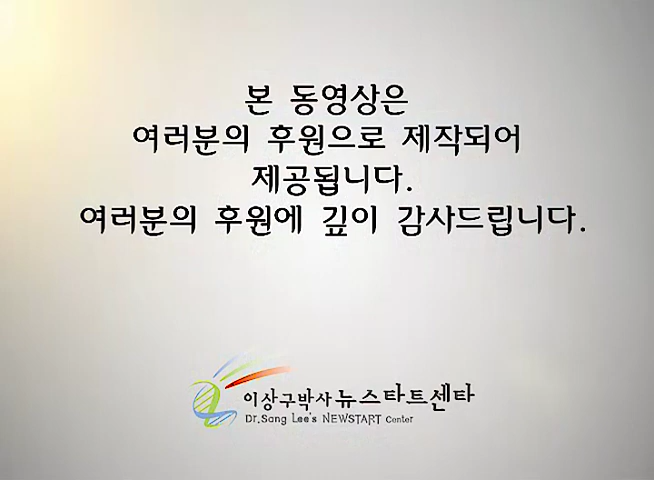 본 동영상은
여러분의 후원으로 제작되어
제공됩니다.
여러분의 후원에 깊이 감사드립니다.
이상구박사 뉴스타트센타
Dr.Sang Lee's NEWSTART Center